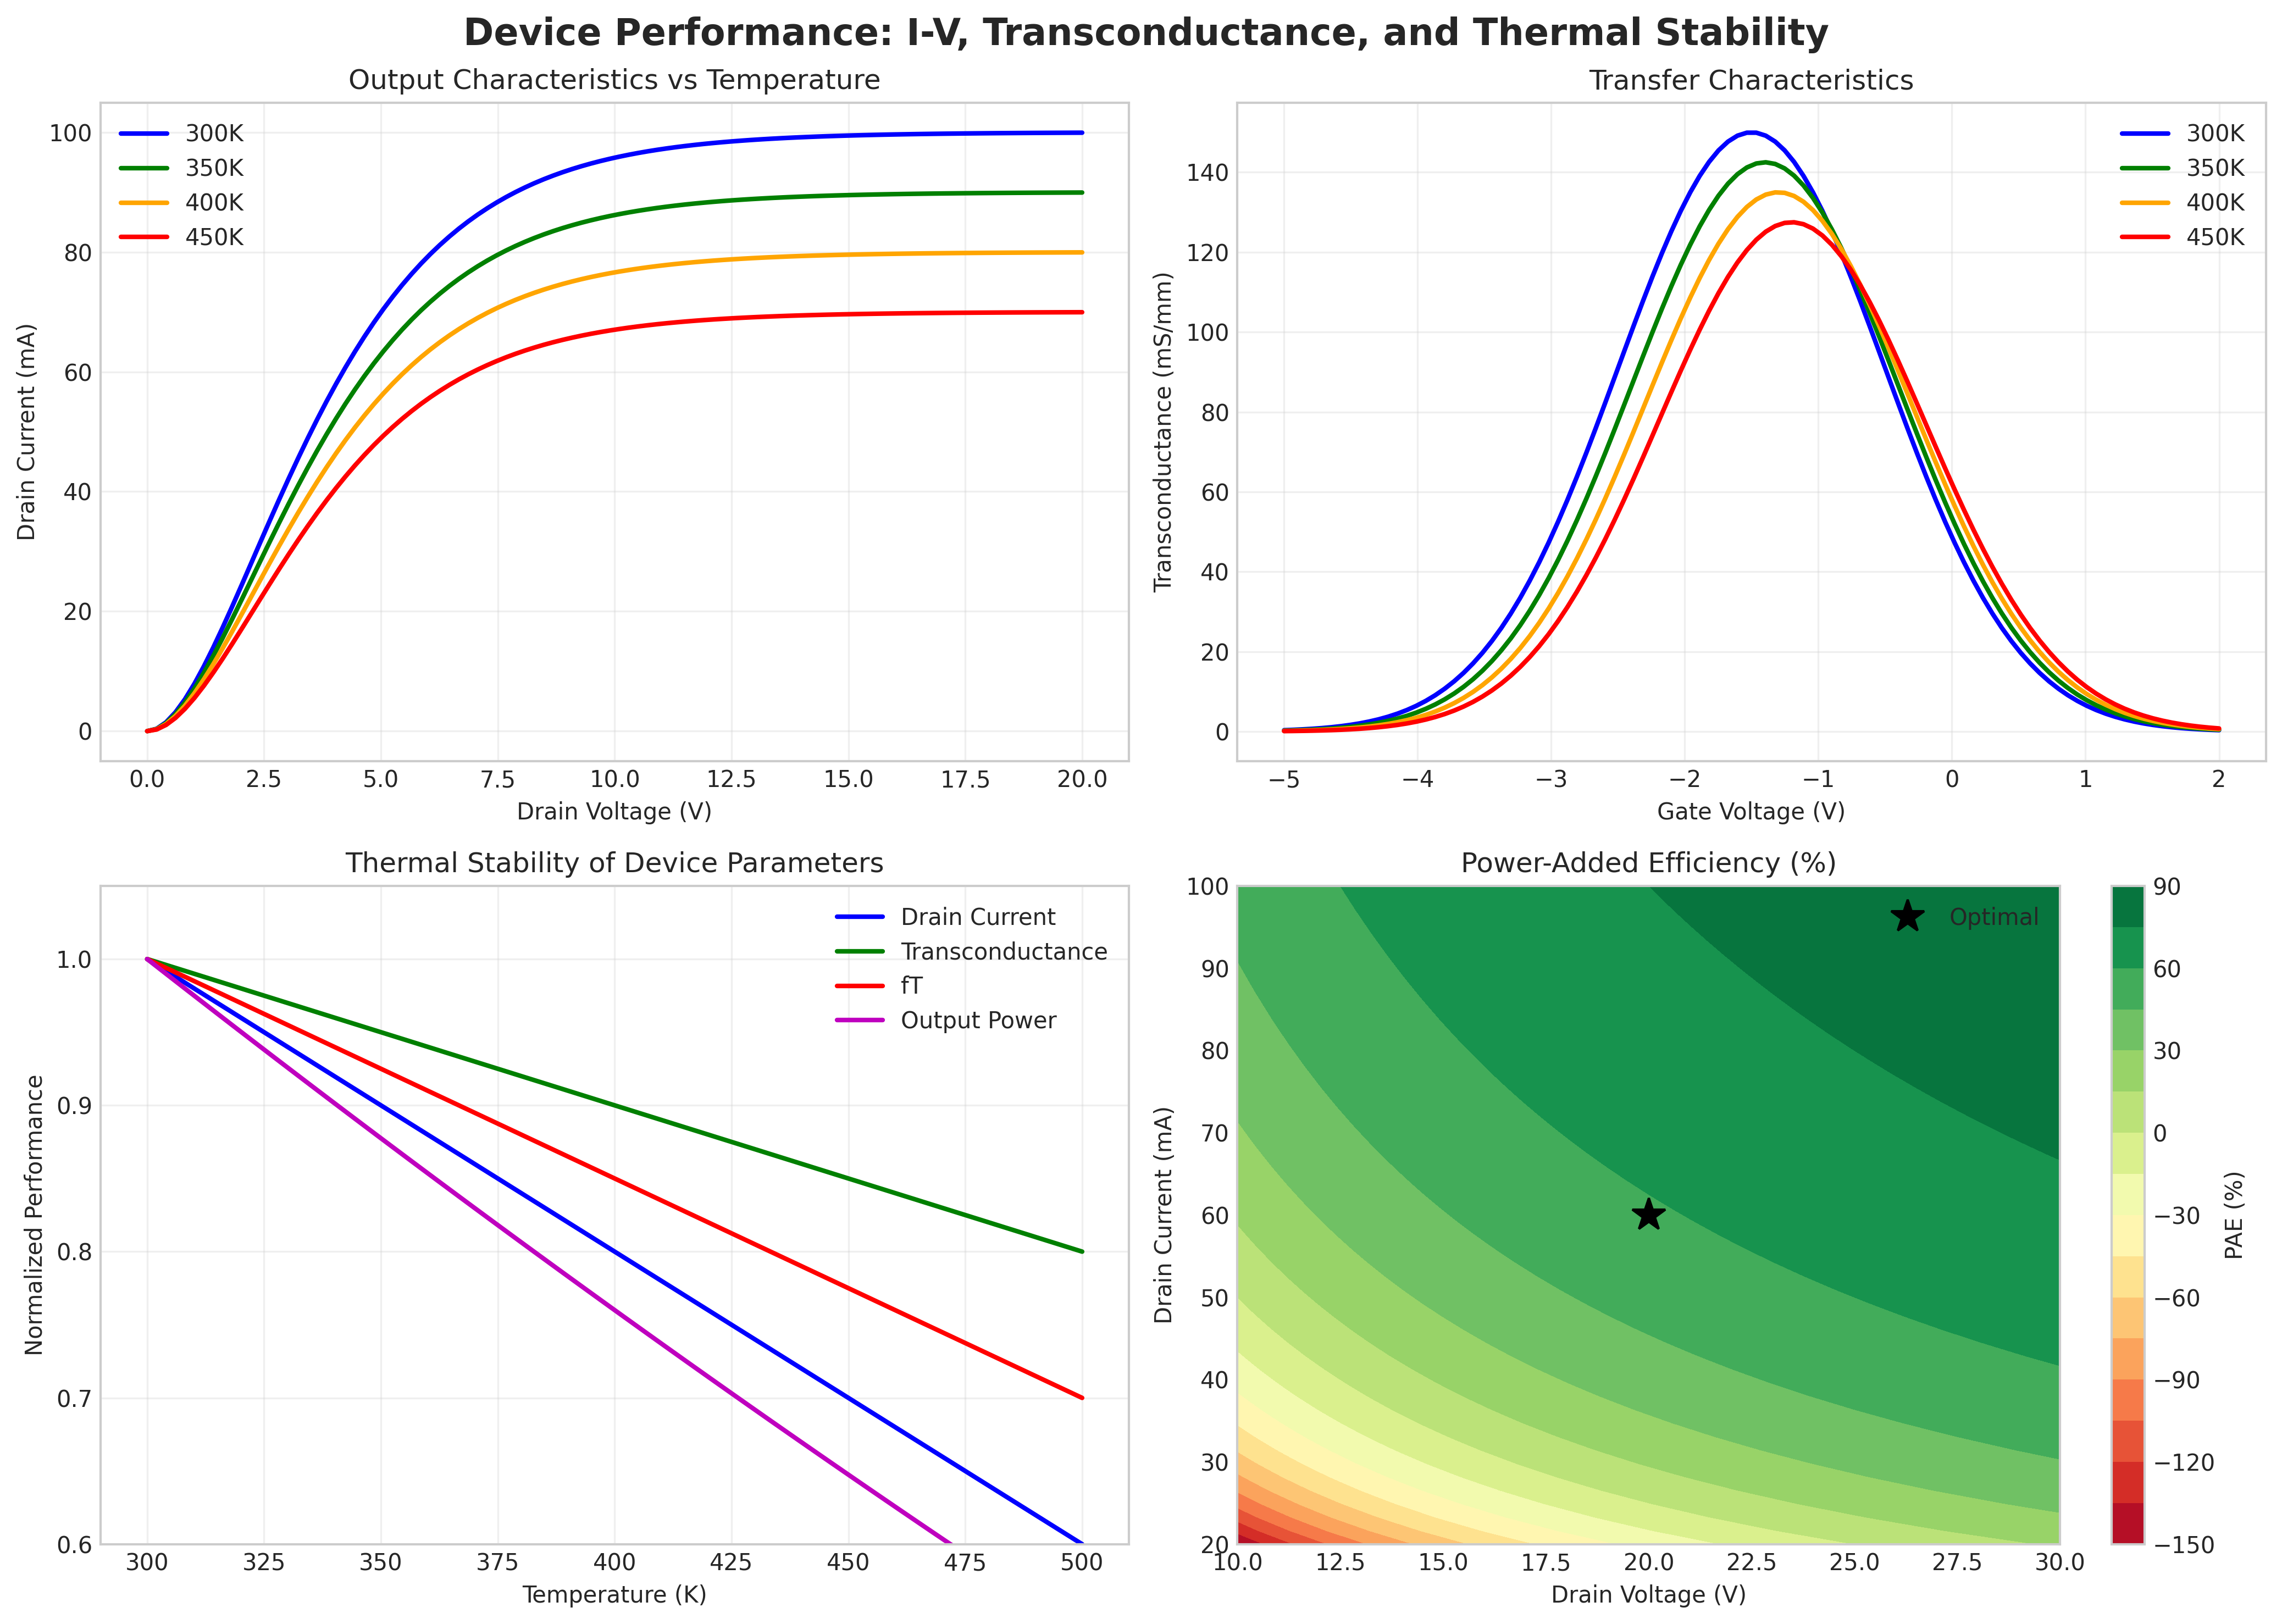 Device Performance: I-V, Transconductance, and Thermal Stability
Output Characteristics vs Temperature
300K
350K
400K
450K
100
80
60
40
20
0
Drain Current (mA)
0.0 2.5 5.0 7.5 10.0 12.5 15.0 17.5 20.0
Drain Voltage (V)
Transfer Characteristics
300K
350K
400K
450K
140
120
100
80
60
40
20
0
Transconductance (mS/mm)
−5 −4 −3 −2 −1 0 1 2
Gate Voltage (V)
Thermal Stability of Device Parameters
Drain Current
Transconductance
fT
Output Power
1.0
0.9
0.8
0.7
0.6
Normalized Performance
300 325 350 375 400 425 450 475 500
Temperature (K)
Power-Added Efficiency (%)
Optimal
100
90
80
70
60
50
40
30
20
Drain Current (mA)
10.0 12.5 15.0 17.5 20.0 22.5 25.0 27.5 30.0
Drain Voltage (V)
90
60
30
0
−30
−60
−90
−120
−150
PAE (%)